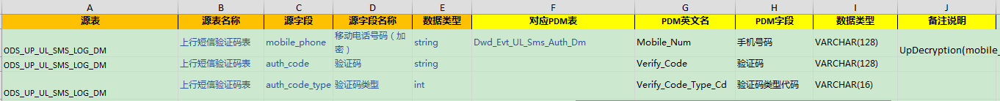 A B C D E F G H I J
源表 源表名称 源字段 源字段名称 数据类型 对应PDM表 PDM英文名 PDM字段 数据类型 备注说明
ODS_UP_UL_SMS_LOG_DM 上行短信验证码表 mobile_phone 移动电话号码（加密） string Dwd_Evt_UL_Sms_Auth_Dm Mobile_Num 手机号码 VARCHAR(128) UpDecryption(mobile_
ODS_UP_UL_SMS_LOG_DM 上行短信验证码表 auth_code 验证码 string Verify_Code 验证码 VARCHAR(128)
ODS_UP_UL_SMS_LOG_DM 上行短信验证码表 auth_code_type 验证码类型 int Verify_Code_Type_Cd 验证码类型代码 VARCHAR(16)